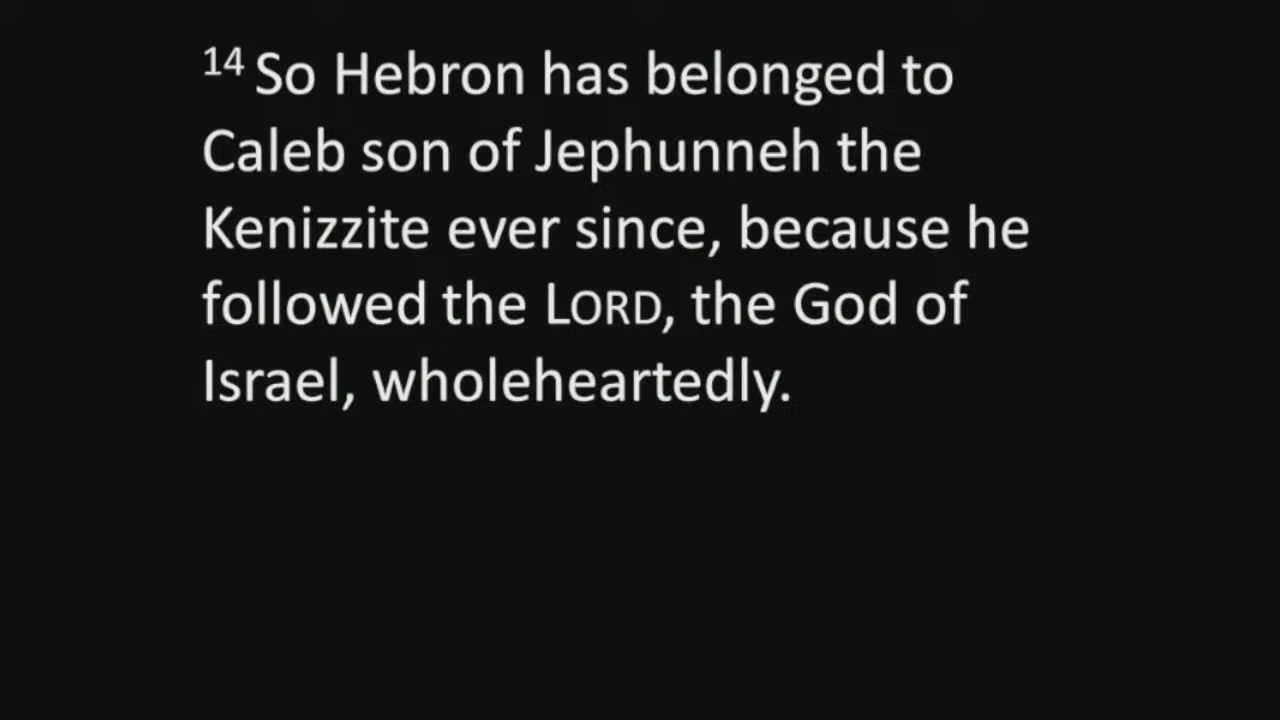 14 So Hebron has belonged to
Caleb son of Jephunneh the
Kenizzite ever since, because he
followed the LORD, the God of
Israel, wholeheartedly.